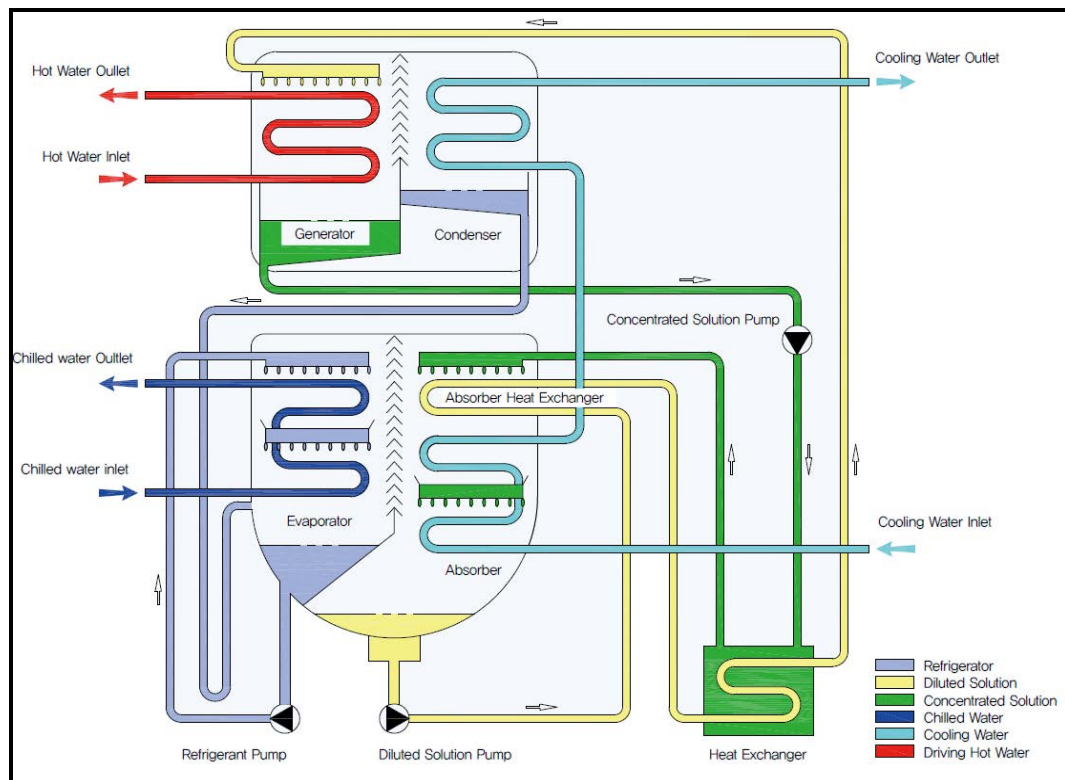 Hot Water Oullet
Cooling Water Outlet
Hot Water Inlet
Generator
Condenser
Concentrated Solution Pump
Chilled water Outllet
Absorber Heat Exchanger
Chilled water inlet
Evaporator
Cooling Water Inlet
Absorber
Refrigerator
Diluted Solution
Concentrated Solution
Chilled Water
Cooling Water
Driving Hot Water
Refrigerant Pump
Diluted Solution Pump
Heat Exchanger